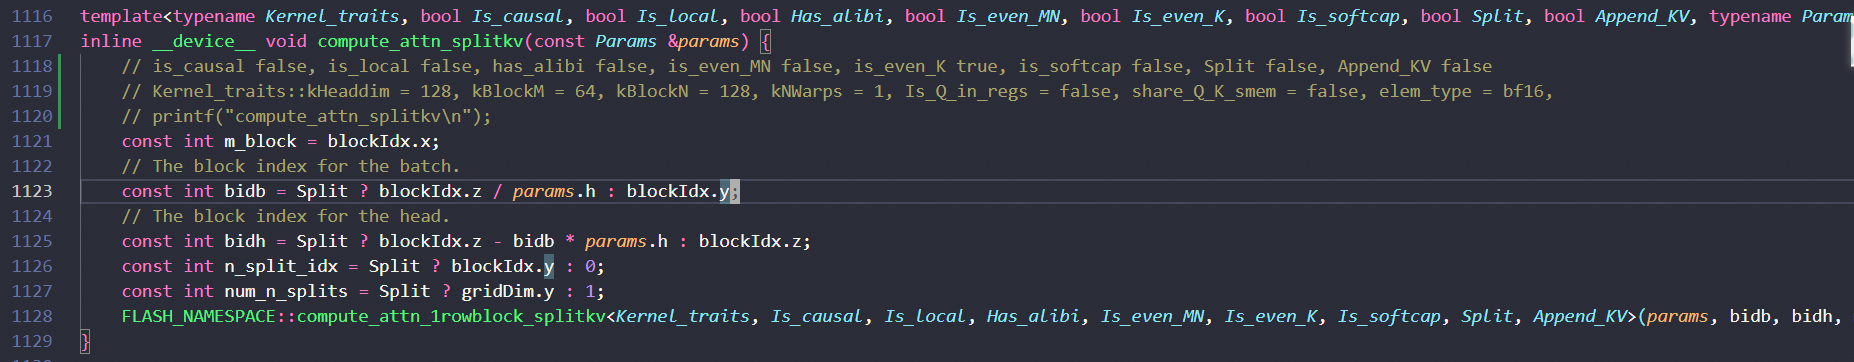 1116 template<typename Kernel_traits, bool Is_causal, bool Is_local, bool Has_alibi, bool Is_even_MN, bool Is_even_K, bool Is_softcap, bool Split, bool Append_KV, typename Param
1117 inline __device__ void compute_attn_splitkv(const Params &params) {
1118     // is_causal false, is_local false, has_alibi false, is_even_MN false, is_even_K true, is_softcap false, Split false, Append_KV false
1119     // Kernel_traits::kHeaddim = 128, kBlockM = 64, kBlockN = 128, kNWarps = 1, Is_Q_in_regs = false, share_Q_K_smem = false, elem_type = bf16,
1120     // printf("compute_attn_splitkv\n");
1121     const int m_block = blockIdx.x;
1122     // The block index for the batch.
1123     const int bidb = Split ? blockIdx.z / params.h : blockIdx.y;
1124     // The block index for the head.
1125     const int bidh = Split ? blockIdx.z - bidb * params.h : blockIdx.z;
1126     const int n_split_idx = Split ? blockIdx.y : 0;
1127     const int num_n_splits = Split ? gridDim.y : 1;
1128     FLASH_NAMESPACE::compute_attn_1rowblock_splitkv<Kernel_traits, Is_causal, Is_local, Has_alibi, Is_even_MN, Is_even_K, Is_softcap, Split, Append_KV>(params, bidb, bidh,
1129 }